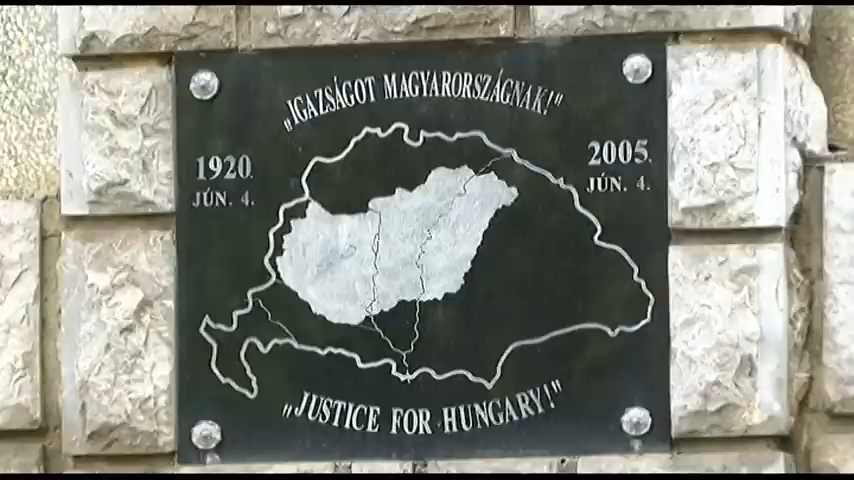 „IGAZSÁGOT MAGYARORSZÁGNAK!"
1920.
JÚN. 4.
2005.
JÚN. 4.
„JUSTICE FOR HUNGARY!"